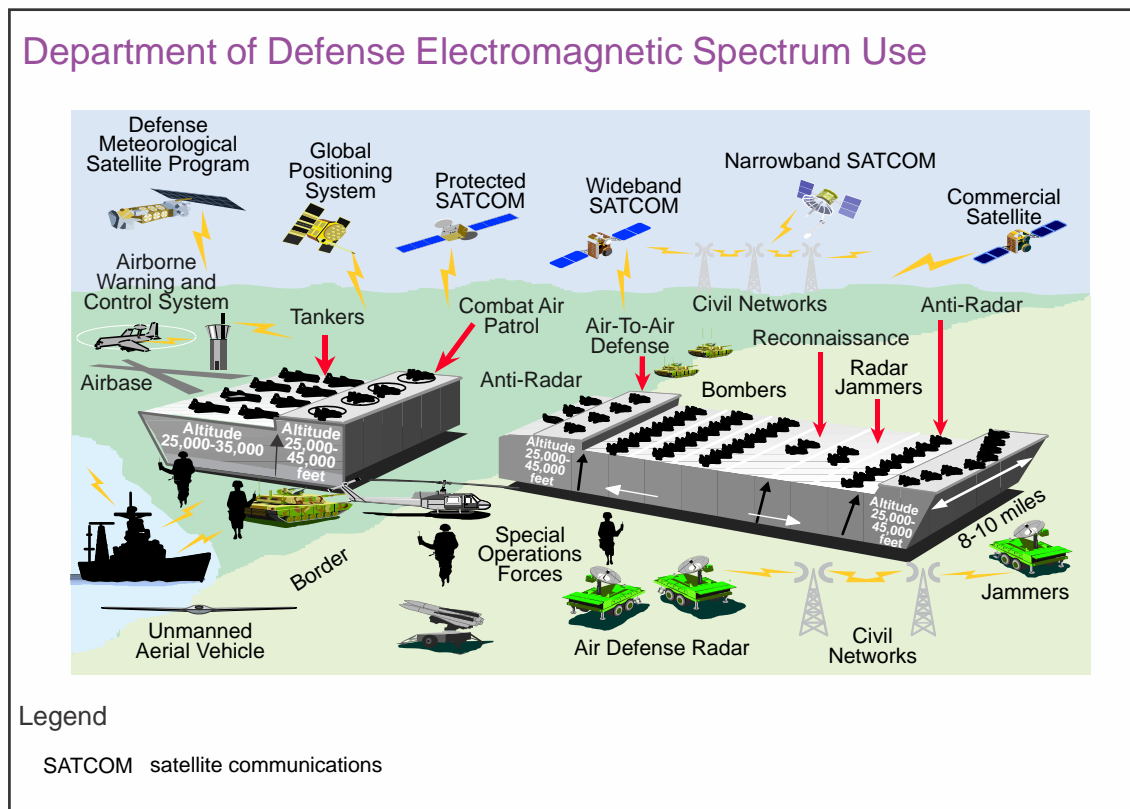 Department of Defense Electromagnetic Spectrum Use
Defense
Meteorological
Satellite Program
Global
Positioning
System
Protected
SATCOM
Wideband
SATCOM
Narrowband SATCOM
Commercial
Satellite
Airborne
Warning and
Control System
Tankers
Combat Air
Patrol
Air-To-Air
Defense
Civil Networks
Anti-Radar
Reconnaissance
Airbase
Anti-Radar
Bombers
Radar
Jammers
Altitude
25,000-35,000
Altitude
25,000-
45,000
feet
Altitude
25,000-
45,000
feet
Altitude
25,000-
45,000
feet
8-10 miles
Border
Special
Operations
Forces
Jammers
Unmanned
Aerial Vehicle
Air Defense Radar
Civil
Networks
Legend
SATCOM satellite communications